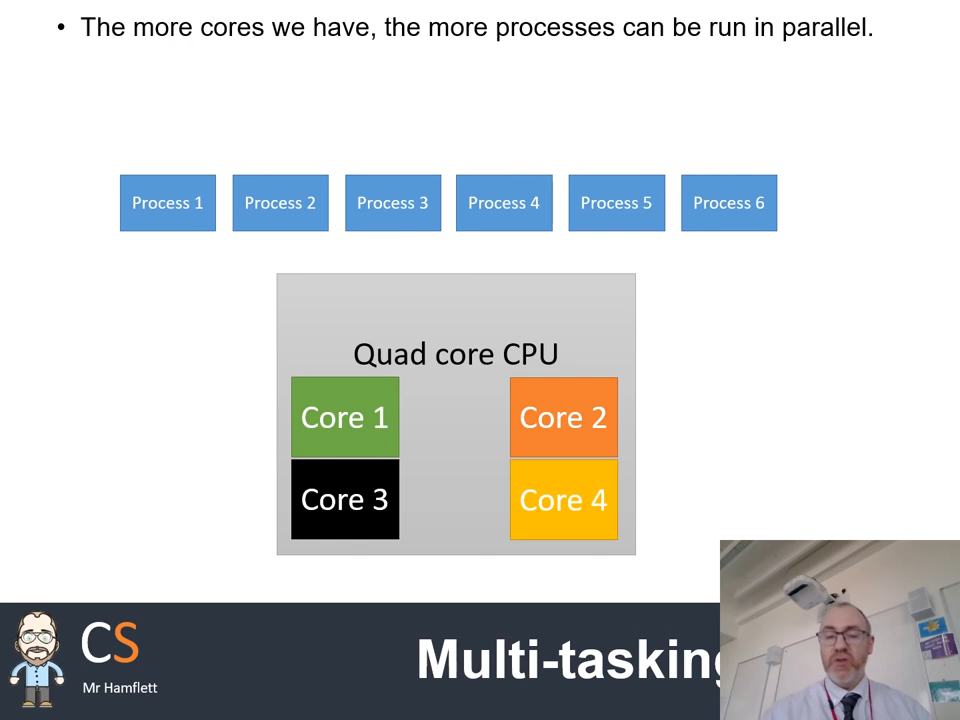 • The more cores we have, the more processes can be run in parallel.
Process 1 Process 2 Process 3 Process 4 Process 5 Process 6
Quad core CPU
Core 1 Core 2
Core 3 Core 4
CS
Mr Hamflett
Multi-tasking